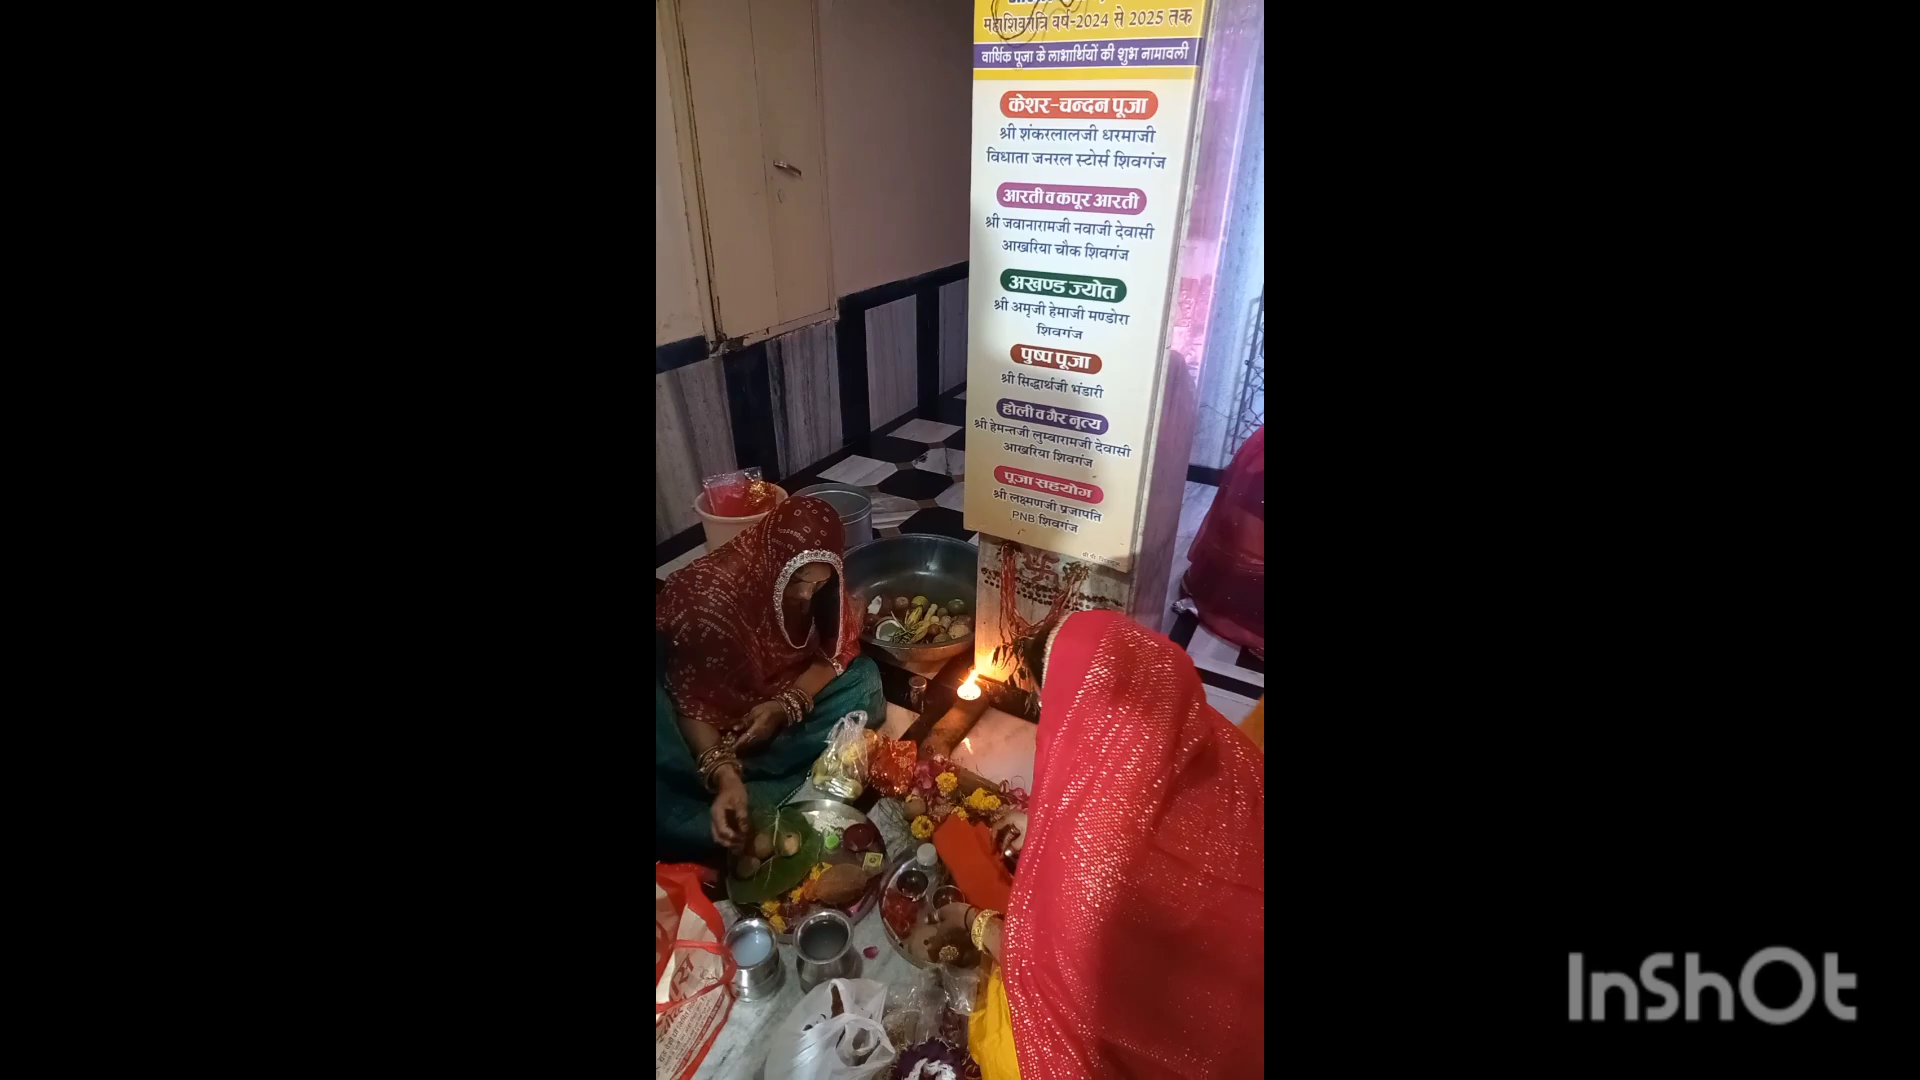 महाशिवरात्रि वर्ष-2024 से 2025 तक
वार्षिक पूजा के लाभार्थियों की शुभ नामावली
केशर-चन्दन पूजा
श्री शंकरलालजी धरमाजी
विधाता जनरल स्टोर्स शिवगंज
आरती व कपूर आरती
श्री जवानारामजी नवाजी देवासी
आखरिया चौक शिवगंज
अखण्ड ज्योत
श्री अमृजी हेमाजी मण्डोरा
शिवगंज
पुष्प पूजा
श्री सिद्धार्थजी भंडारी
होली व गैर नृत्य
श्री हेमन्तजी लुम्बारामजी देवासी
आखरिया शिवगंज
पूजा सहयोग
श्री लक्ष्मणजी प्रजापति
PNB शिवगंज
InShOt